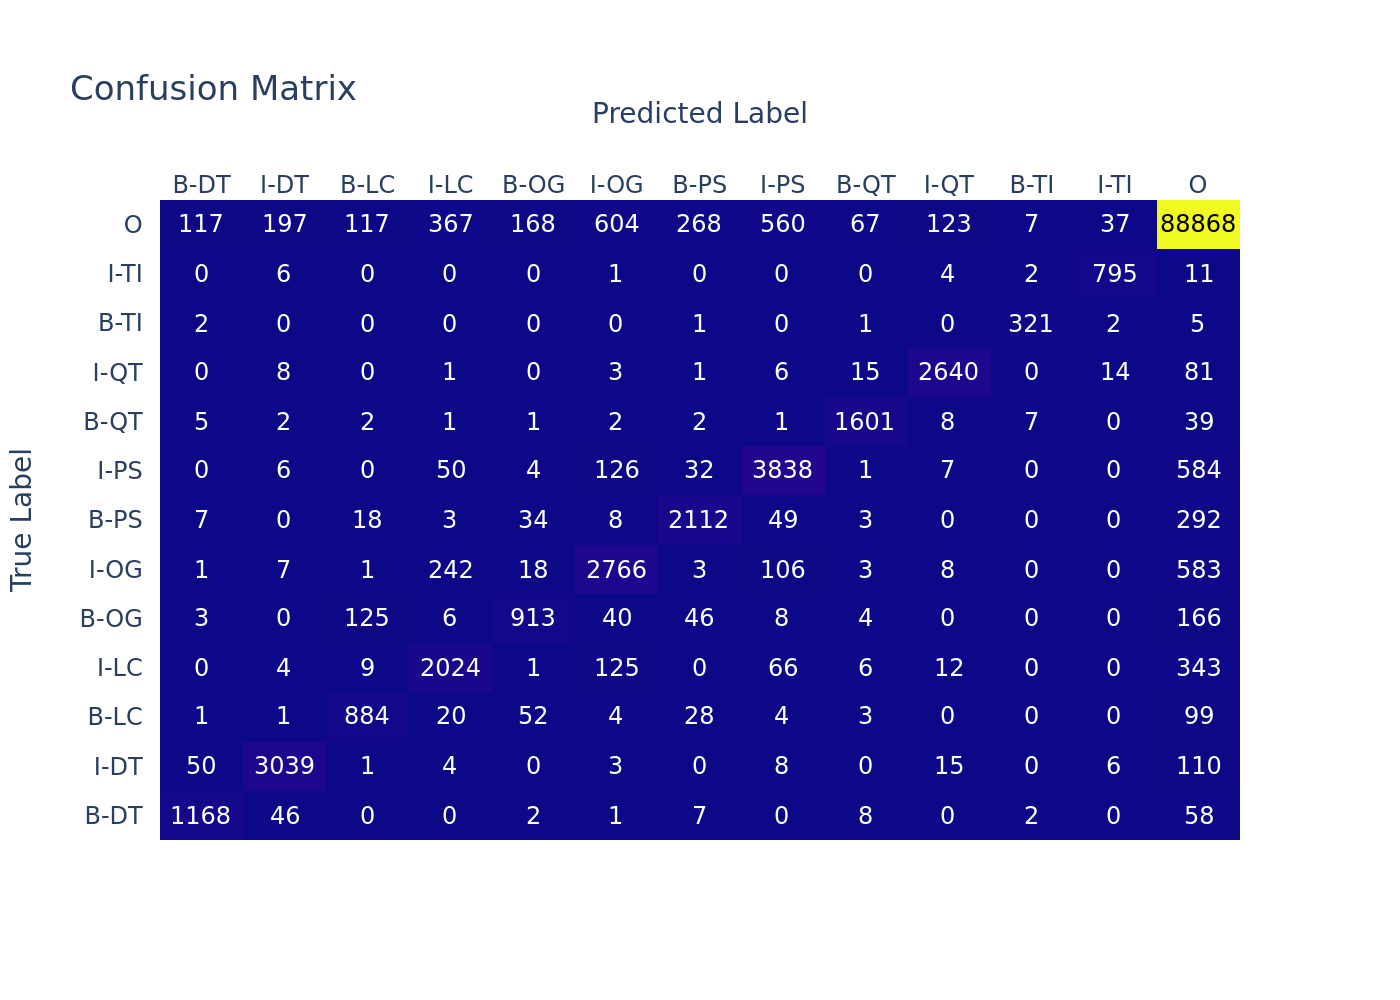 Confusion Matrix
Predicted Label
B-DT I-DT B-LC I-LC B-OG I-OG B-PS I-PS B-QT I-QT B-TI I-TI O
O 117 197 117 367 168 604 268 560 67 123 7 37 88868
I-TI 0 6 0 0 0 1 0 0 0 4 2 795 11
B-TI 2 0 0 0 0 0 1 0 1 0 321 2 5
I-QT 0 8 0 1 0 3 1 6 15 2640 0 14 81
B-QT 5 2 2 1 1 2 2 1 1601 8 7 0 39
I-PS 0 6 0 50 4 126 32 3838 1 7 0 0 584
B-PS 7 0 18 3 34 8 2112 49 3 0 0 0 292
I-OG 1 7 1 242 18 2766 3 106 3 8 0 0 583
B-OG 3 0 125 6 913 40 46 8 4 0 0 0 166
I-LC 0 4 9 2024 1 125 0 66 6 12 0 0 343
B-LC 1 1 884 20 52 4 28 4 3 0 0 0 99
I-DT 50 3039 1 4 0 3 0 8 0 15 0 6 110
B-DT 1168 46 0 0 2 1 7 0 8 0 2 0 58
True Label